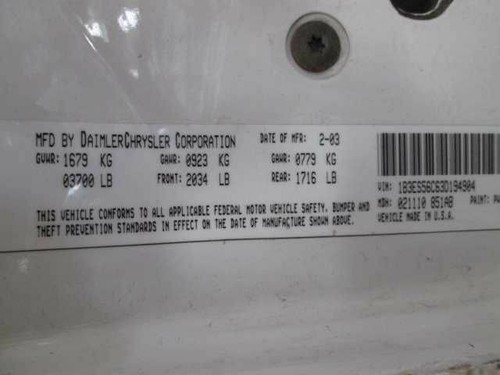 MFD BY DAIMLERCHRYSLER CORPORATION DATE OF MFR: 2-03
GVWR: 1679 KG GAWR: 0923 KG GAWR: 0779 KG
03700 LB FRONT: 2034 LB REAR: 1716 LB
VIN: 1B3ES56C63D194904
MDH: 021110 051AB PAINT: PW
THIS VEHICLE CONFORMS TO ALL APPLICABLE FEDERAL MOTOR VEHICLE SAFETY, BUMPER AND
VEHICLE MADE IN U.S.A.
THEFT PREVENTION STANDARDS IN EFFECT ON THE DATE OF MANUFACTURE SHOWN ABOVE.